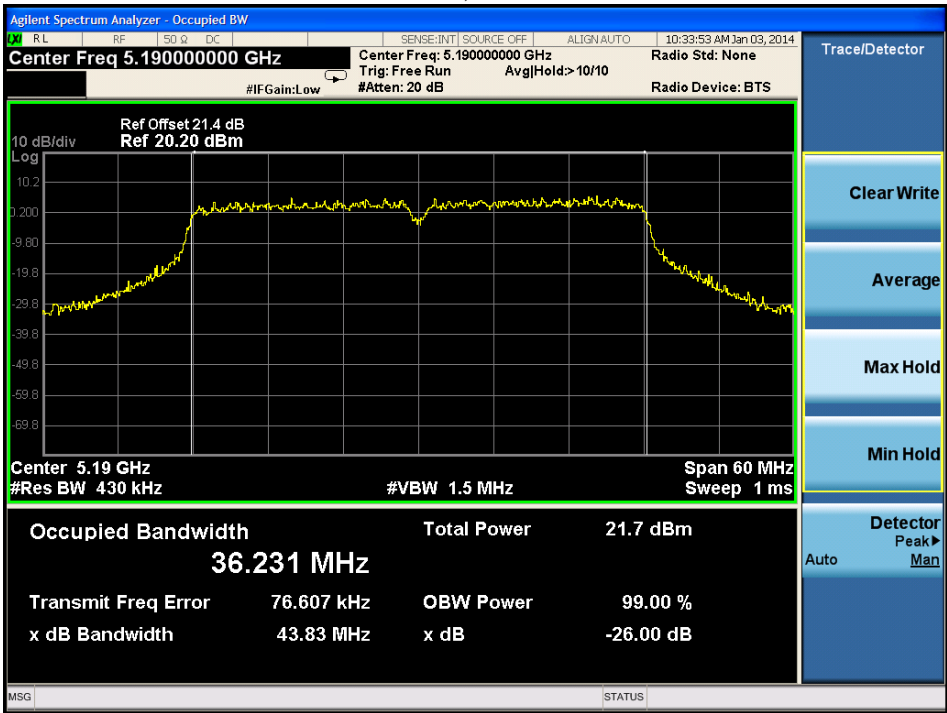 Agilent Spectrum Analyzer - Occupied BW
LXI RL RF 50 Ω DC SENSE:INT SOURCE OFF ALIGN AUTO 10:33:53 AM Jan 03, 2014
Center Freq 5.190000000 GHz
Center Freq: 5.190000000 GHz
Radio Std: None
Trig: Free Run Avg|Hold:>10/10
#IFGain:Low
#Atten: 20 dB
Radio Device: BTS
Trace/Detector
Ref Offset 21.4 dB
10 dB/div Ref 20.20 dBm
Log
10.2
0.200
-9.80
-19.8
-29.8
-39.8
-49.8
-59.8
-69.8
Center 5.19 GHz Span 60 MHz
#Res BW 430 kHz #VBW 1.5 MHz Sweep 1 ms
Clear Write
Average
Max Hold
Min Hold
Detector
Peak▶
Auto Man
Occupied Bandwidth Total Power 21.7 dBm
36.231 MHz
Transmit Freq Error 76.607 kHz OBW Power 99.00 %
x dB Bandwidth 43.83 MHz x dB -26.00 dB
MSG STATUS